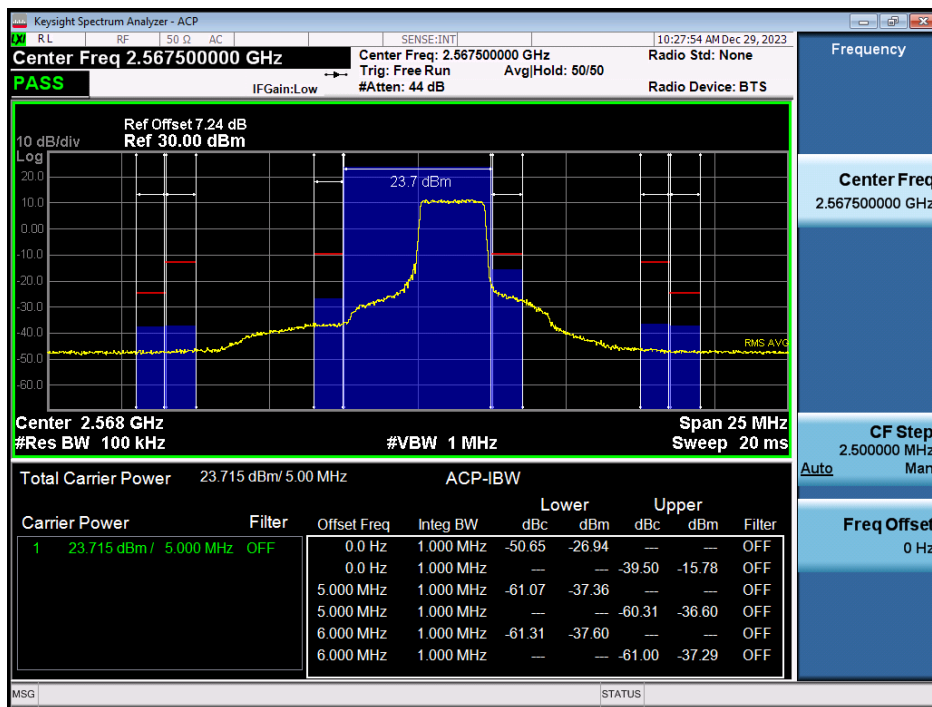 Keysight Spectrum Analyzer - ACP
LXI RL RF 50 Ω AC SENSE:INT 10:27:54 AM Dec 29, 2023
Center Freq 2.567500000 GHz
Center Freq: 2.567500000 GHz Radio Std: None
Trig: Free Run Avg|Hold: 50/50
PASS
IFGain:Low #Atten: 44 dB Radio Device: BTS
Ref Offset 7.24 dB
10 dB/div Ref 30.00 dBm
Log
20.0
10.0
0.00
-10.0
-20.0
-30.0
-40.0
-50.0
-60.0
23.7 dBm
RMS AVG
Center 2.568 GHz Span 25 MHz
#Res BW 100 kHz #VBW 1 MHz Sweep 20 ms
Total Carrier Power 23.715 dBm/ 5.00 MHz ACP-IBW
Lower Upper
Carrier Power Filter Offset Freq Integ BW dBc dBm dBc dBm Filter
1 23.715 dBm / 5.000 MHz OFF
0.0 Hz 1.000 MHz -50.65 -26.94 --- --- OFF
0.0 Hz 1.000 MHz --- --- -39.50 -15.78 OFF
5.000 MHz 1.000 MHz -61.07 -37.36 --- --- OFF
5.000 MHz 1.000 MHz --- --- -60.31 -36.60 OFF
6.000 MHz 1.000 MHz -61.31 -37.60 --- --- OFF
6.000 MHz 1.000 MHz --- --- -61.00 -37.29 OFF
MSG STATUS
Frequency
Center Freq
2.567500000 GHz
CF Step
2.500000 MHz
Auto Man
Freq Offset
0 Hz